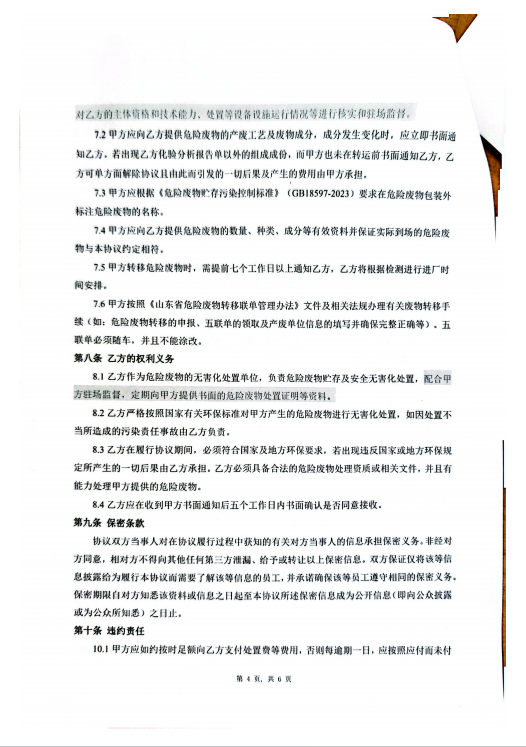 对乙方的主体资格和技术能力、处置等设备设施运行情况等进行核实和驻场监督。
7.2 甲方应向乙方提供危险废物的产废工艺及废物成分，成分发生变化时，应立即书面通
知乙方，若出现乙方化验分析报告单以外的组成成份，而甲方也未在转运前书面通知乙方，乙
方可单方面解除协议且由此而引发的一切后果及产生的费用由甲方承担。
7.3 甲方应根据《危险废物贮存污染控制标准》（GB18597-2023）要求在危险废物包装外
标注危险废物的名称。
7.4 甲方应向乙方提供危险废物的数量、种类、成分等有效资料并保证实际到场的危险废
物与本协议约定相符。
7.5 甲方转移危险废物时，需提前七个工作日以上通知乙方，乙方将根据检测进行进厂时
间安排。
7.6 甲方按照《山东省危险废物转移联单管理办法》文件及相关法规办理有关废物转移手
续（如：危险废物转移的申报、五联单的领取及产废单位信息的填写并确保完整正确等）。五
联单必须随车，并且不能涂改。
第八条 乙方的权利义务
8.1 乙方作为危险废物的无害化处置单位，负责危险废物贮存及安全无害化处置，配合甲
方驻场监督，定期向甲方提供书面的危险废物处置证明等资料。
8.2 乙方严格按照国家有关环保标准对甲方产生的危险废物进行无害化处置，如因处置不
当所造成的污染责任事故由乙方负责。
8.3 乙方在履行协议期间，必须符合国家及地方环保要求，若出现违反国家或地方环保规
定所产生的一切后果由乙方承担。乙方必须具备合法的危险废物处理资质或相关文件，并且有
能力处理甲方提供的危险废物。
8.4 乙方应在收到甲方书面通知后五个工作日内书面确认是否同意接收。
第九条 保密条款
协议双方当事人对在协议履行过程中获知的有关对方当事人的信息承担保密义务。非经对
方同意，相对方不得向其他任何第三方泄漏、给予或转让以上保密信息，双方保证仅将该等信
息披露给为履行本协议而需要了解该等信息的员工，并承诺确保该等员工遵守相同的保密义务。
保密期限自对方知悉该资料或信息之日起至本协议所述保密信息成为公开信息（即向公众披露
或为公众所知悉）之日止。
第十条 违约责任
10.1 甲方应如约按时足额向乙方支付处置费等费用，否则每逾期一日，应按照应付而未付
第 4 页，共 6 页